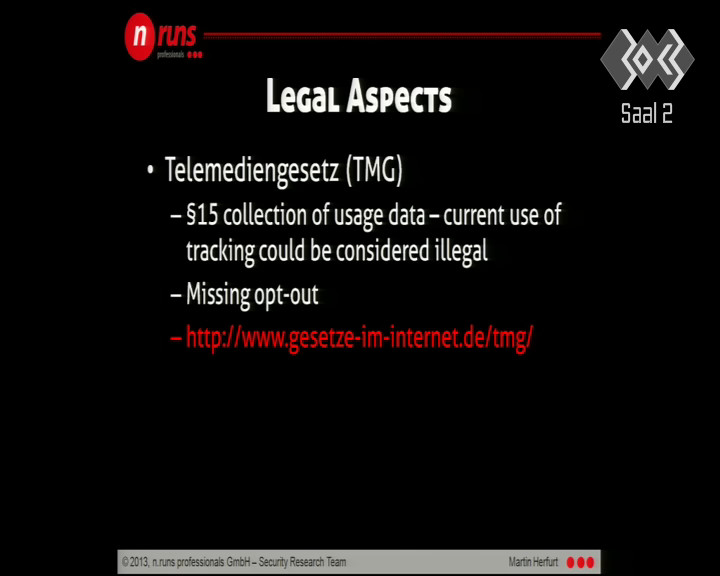 n runs
professionals
Saal 2
Legal Aspects
• Telemediengesetz (TMG)
– §15 collection of usage data – current use of
tracking could be considered illegal
– Missing opt-out
– http://www.gesetze-im-internet.de/tmg/
© 2013, n.runs professionals GmbH – Security Research Team
Martin Herfurt